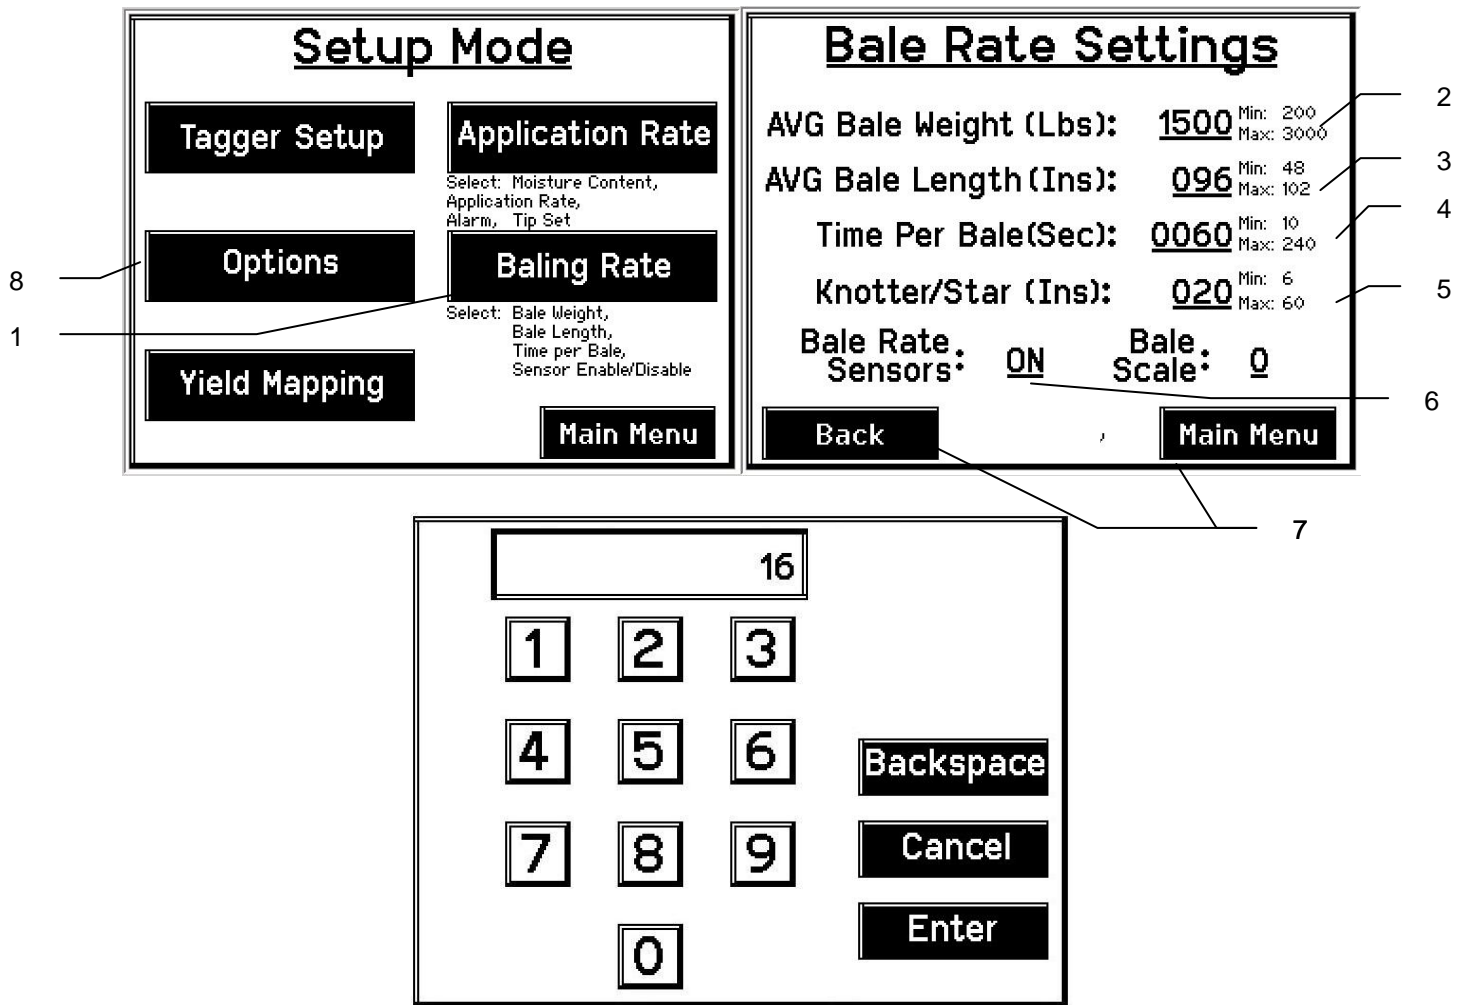 Setup Mode
Tagger Setup
Application Rate
Select: Moisture Content,
Application Rate,
Alarm, Tip Set
Options
Baling Rate
Select: Bale Weight,
Bale Length,
Time per Bale,
Sensor Enable/Disable
Yield Mapping
Main Menu
8
1
Bale Rate Settings
AVG Bale Weight (Lbs): 1500 Min: 200
Max: 3000
AVG Bale Length (Ins): 096 Min: 48
Max: 102
Time Per Bale(Sec): 0060 Min: 10
Max: 240
Knotter/Star (Ins): 020 Min: 6
Max: 60
Bale Rate Sensors: ON
Bale Scale: 0
Back
,
Main Menu
2
3
4
5
6
7
16
1 2 3
4 5 6
7 8 9
0
Backspace
Cancel
Enter